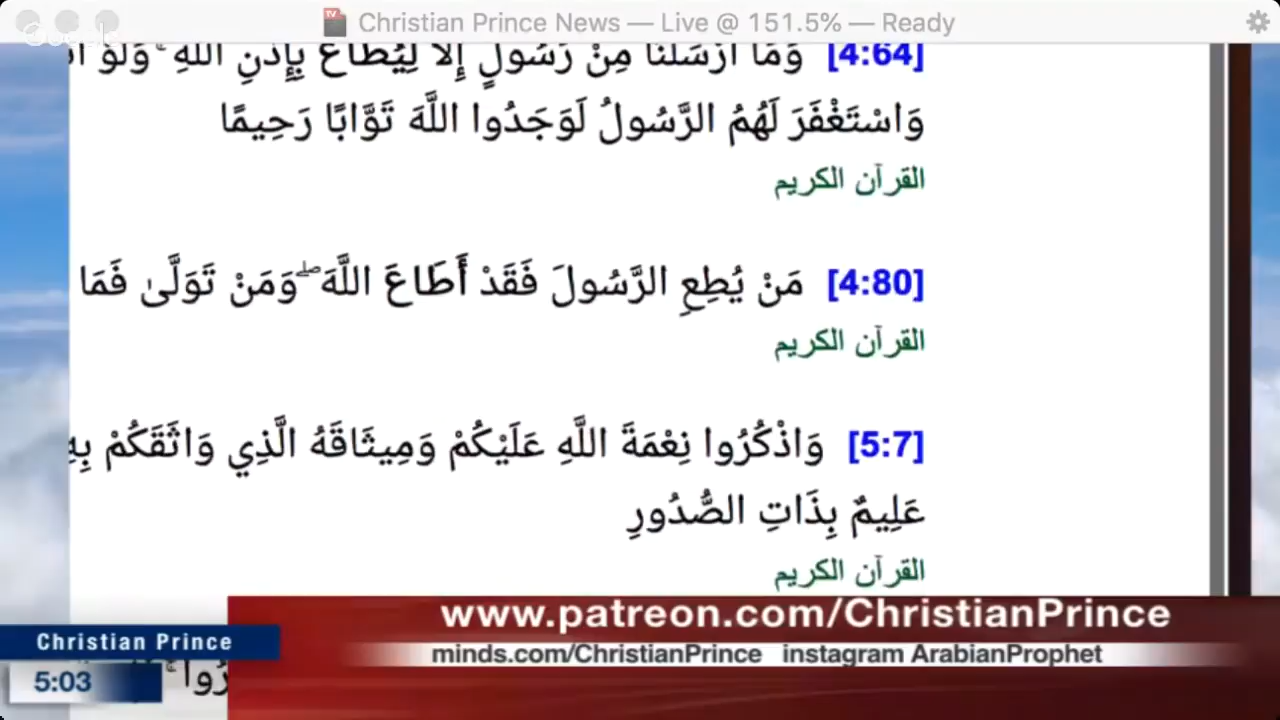 Christian Prince News — Live @ 151.5% — Ready
[4:64] وَمَا أَرْسَلْنَا مِنْ رَسُولٍ إِلَّا لِيُطَاعَ بِإِذْنِ اللَّهِ ۚ وَلَوْ
وَاسْتَغْفَرَ لَهُمُ الرَّسُولُ لَوَجَدُوا اللَّهَ تَوَّابًا رَحِيمًا
القرآن الكريم
[4:80] مَنْ يُطِعِ الرَّسُولَ فَقَدْ أَطَاعَ اللَّهَ ۖ وَمَنْ تَوَلَّىٰ فَمَا
القرآن الكريم
[5:7] وَاذْكُرُوا نِعْمَةَ اللَّهِ عَلَيْكُمْ وَمِيثَاقَهُ الَّذِي وَاثَقَكُمْ بِهِ
عَلِيمٌ بِذَاتِ الصُّدُورِ
القرآن الكريم
www.patreon.com/ChristianPrince
Christian Prince
minds.com/ChristianPrince instagram ArabianProphet
5:03